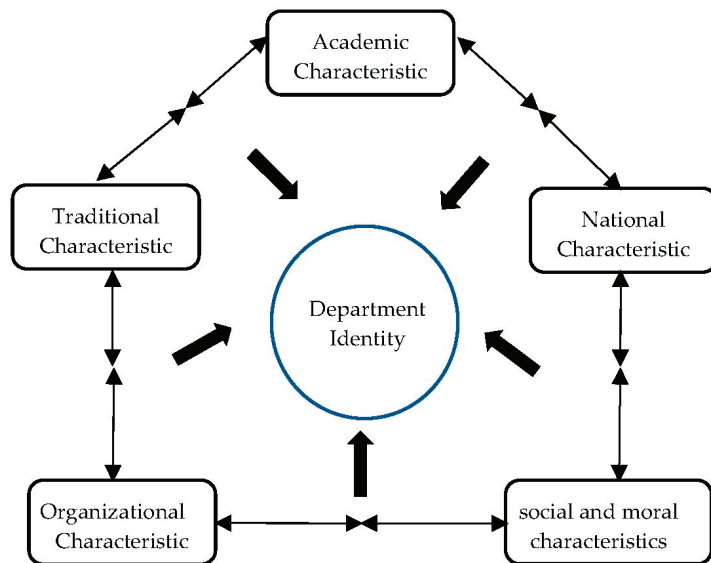 Academic
Characteristic
Traditional
Characteristic
National
Characteristic
Department
Identity
Organizational
Characteristic
social and moral
characteristics